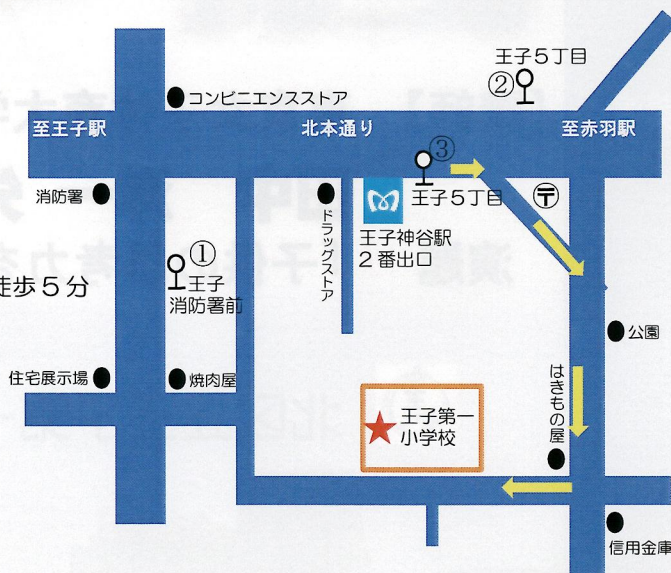 王子5丁目
②
コンビニエンスストア
至王子駅
北本通り
至赤羽駅
③
消防署
王子5丁目
〒
ドラッグストア
王子神谷駅
2番出口
①
王子
消防署前
徒歩5分
公園
住宅展示場
焼肉屋
はきもの屋
王子第一
小学校
信用金庫